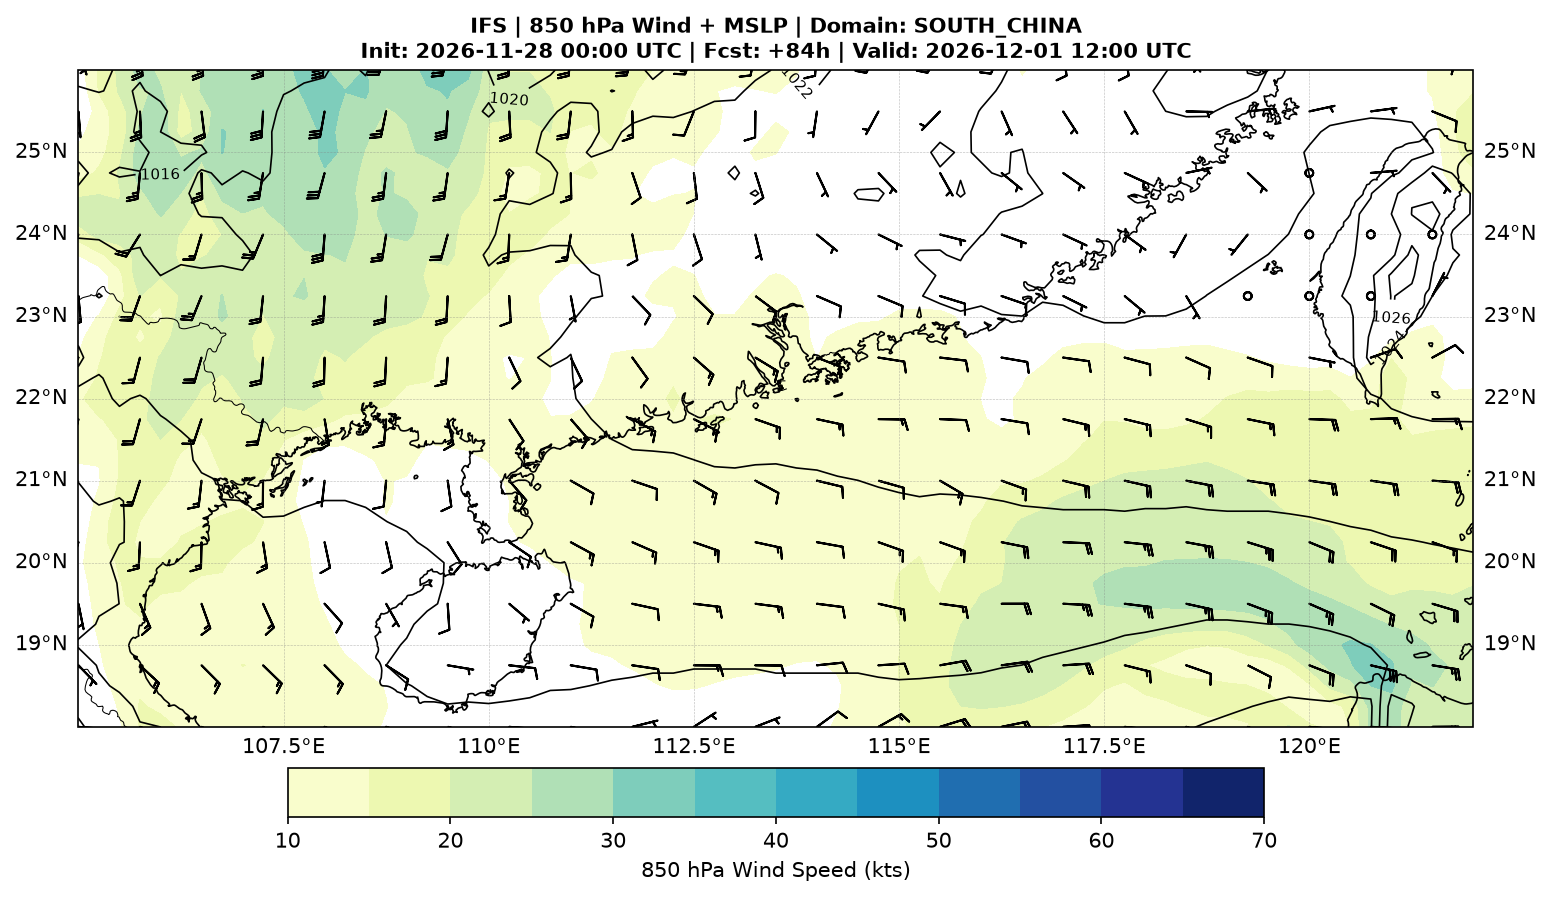 IFS | 850 hPa Wind + MSLP | Domain: SOUTH_CHINA
Init: 2026-11-28 00:00 UTC | Fcst: +84h | Valid: 2026-12-01 12:00 UTC
1022
1020
1016
1026
1024
25°N
24°N
23°N
22°N
21°N
20°N
19°N
25°N
24°N
23°N
22°N
21°N
20°N
19°N
107.5°E 110°E 112.5°E 115°E 117.5°E 120°E
10 20 30 40 50 60 70
850 hPa Wind Speed (kts)